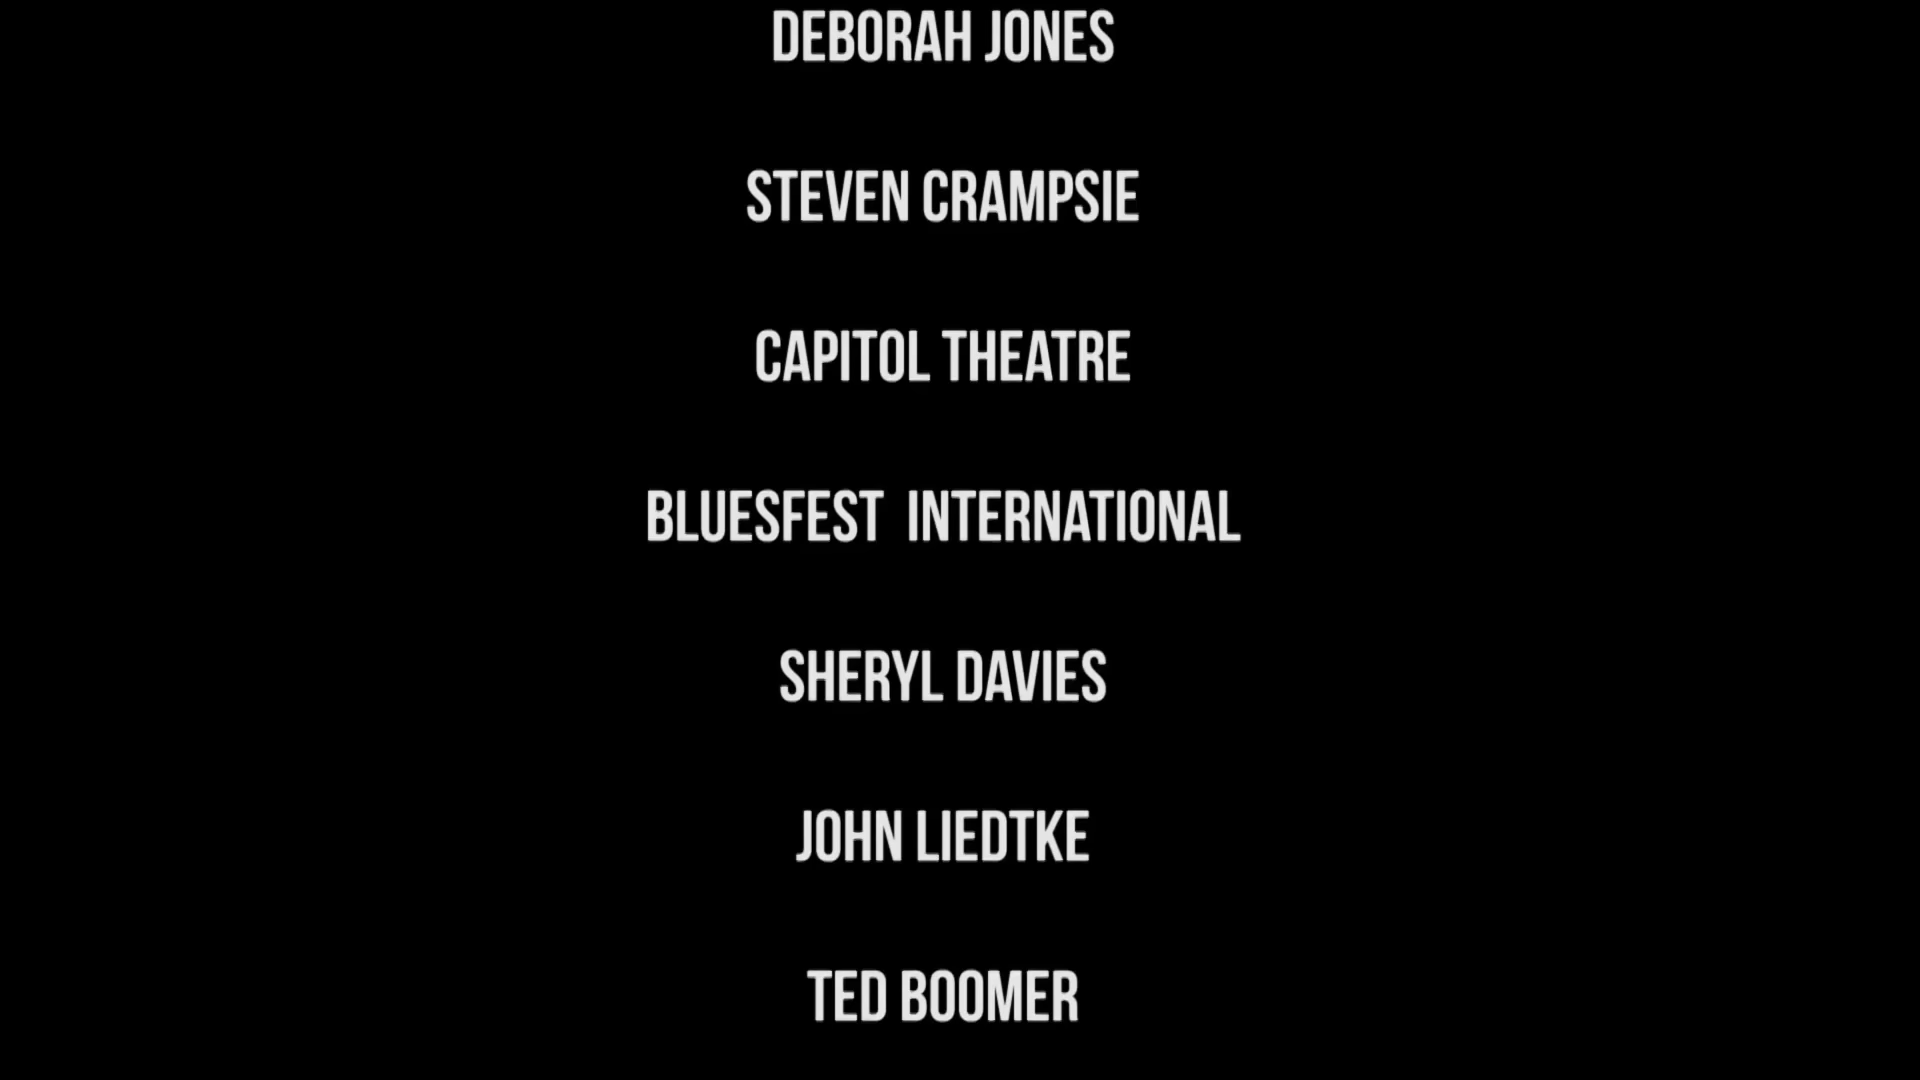 DEBORAH JONES
STEVEN CRAMPSIE
CAPITOL THEATRE
BLUESFEST  INTERNATIONAL
SHERYL DAVIES
JOHN LIEDTKE
TED BOOMER